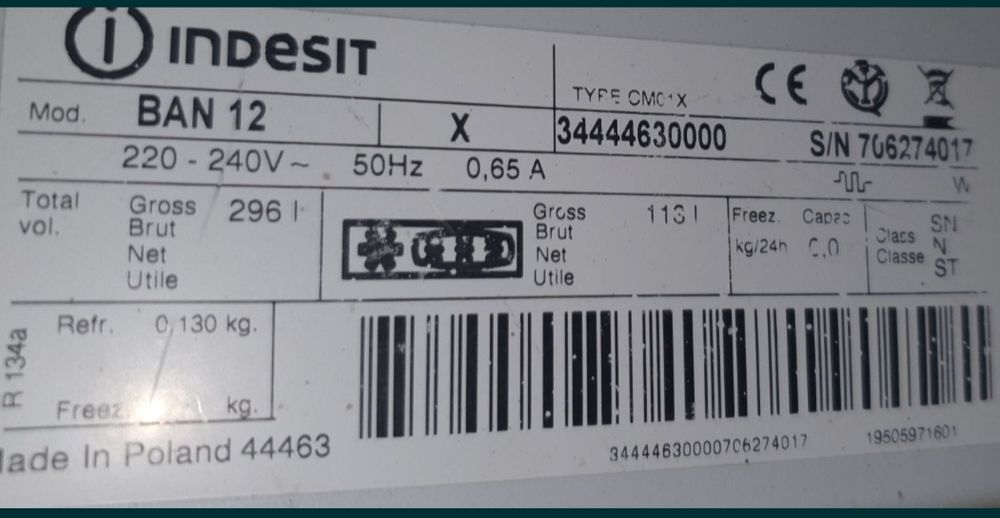 INDESIT
TYPE CMC1X
Mod. BAN 12 X 34444630000 S/N 706274017
220 - 240V~ 50Hz 0,65 A W
Total vol. Gross Brut 296 l
Net Utile
Gross Brut 113 l
Net Utile
Freez. Capac
kg/24h
Class Classe SN N ST
R 134a
Refr. 0,130 kg.
Freez. kg.
Made In Poland 44463
34444630000706274017
19505971601